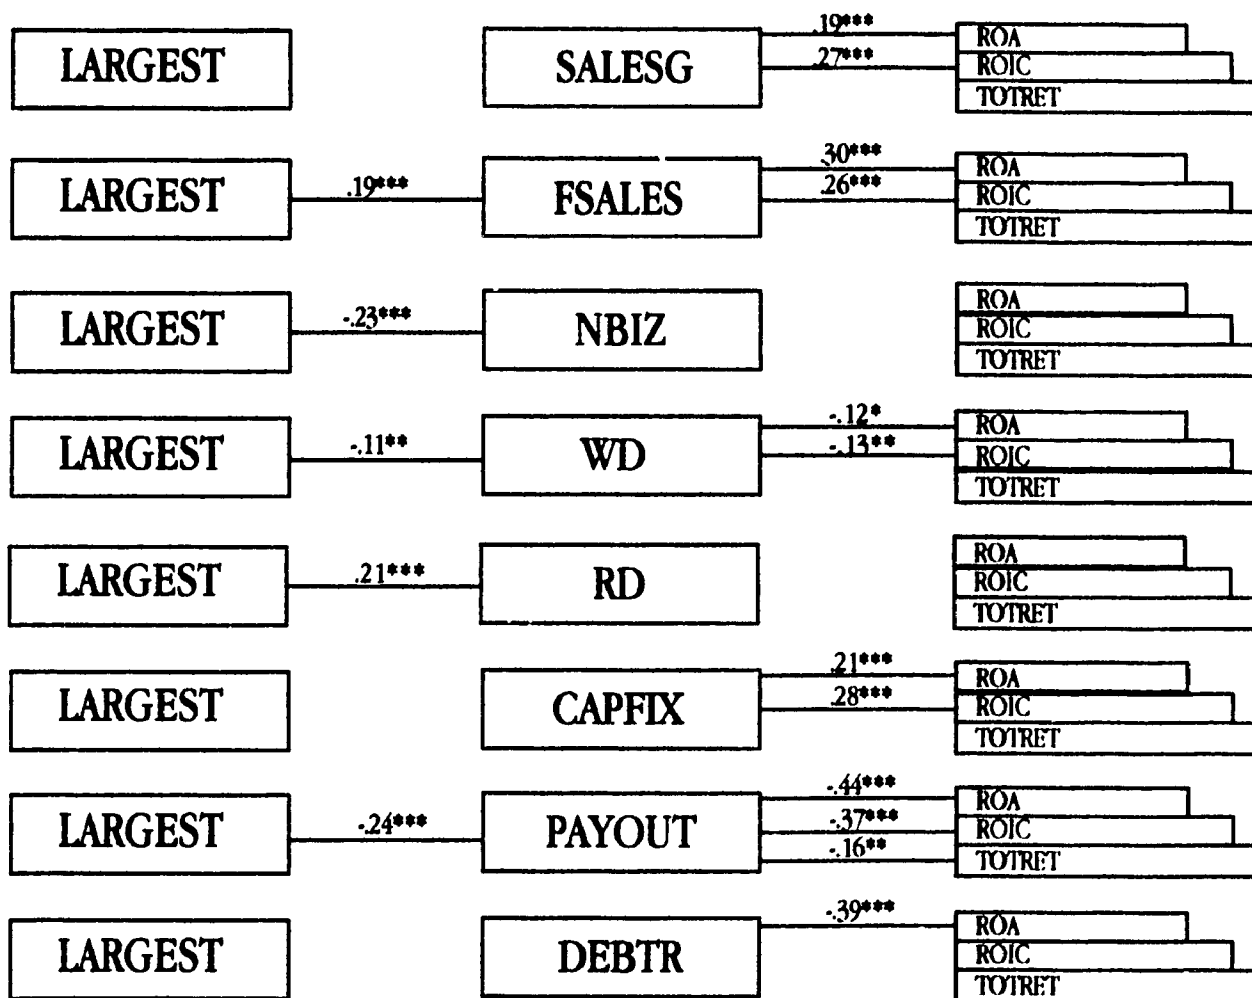 .19***
ROA
LARGEST SALESG .27*** ROIC
TOTRET
.30***
ROA
LARGEST .19*** FSALES .26*** ROIC
TOTRET
ROA
LARGEST -.23*** NBIZ ROIC
TOTRET
-.12*
ROA
LARGEST -.11** WD -.13** ROIC
TOTRET
ROA
LARGEST .21*** RD ROIC
TOTRET
.21***
ROA
LARGEST CAPFIX .28*** ROIC
TOTRET
-.44***
ROA
LARGEST -.24*** PAYOUT -.37*** ROIC
-.16** TOTRET
-.39***
ROA
LARGEST DEBTR ROIC
TOTRET